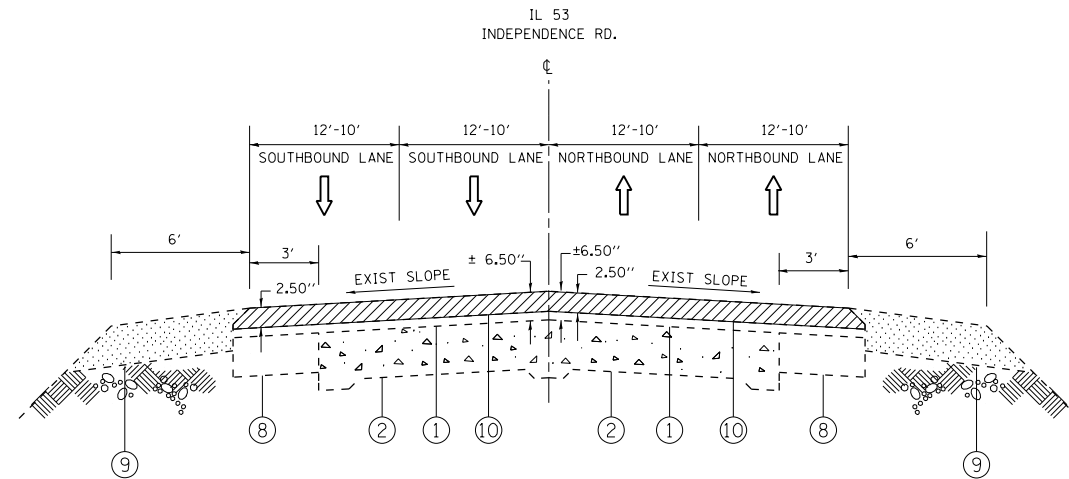 IL 53
INDEPENDENCE RD.
℄
12'-10' 12'-10' 12'-10' 12'-10'
SOUTHBOUND LANE SOUTHBOUND LANE NORTHBOUND LANE NORTHBOUND LANE
6' 3' 3' 6'
± 6.50" ±6.50"
2.50" EXIST SLOPE 2.50" EXIST SLOPE
8 2 1 10 2 1 10 8
9 9